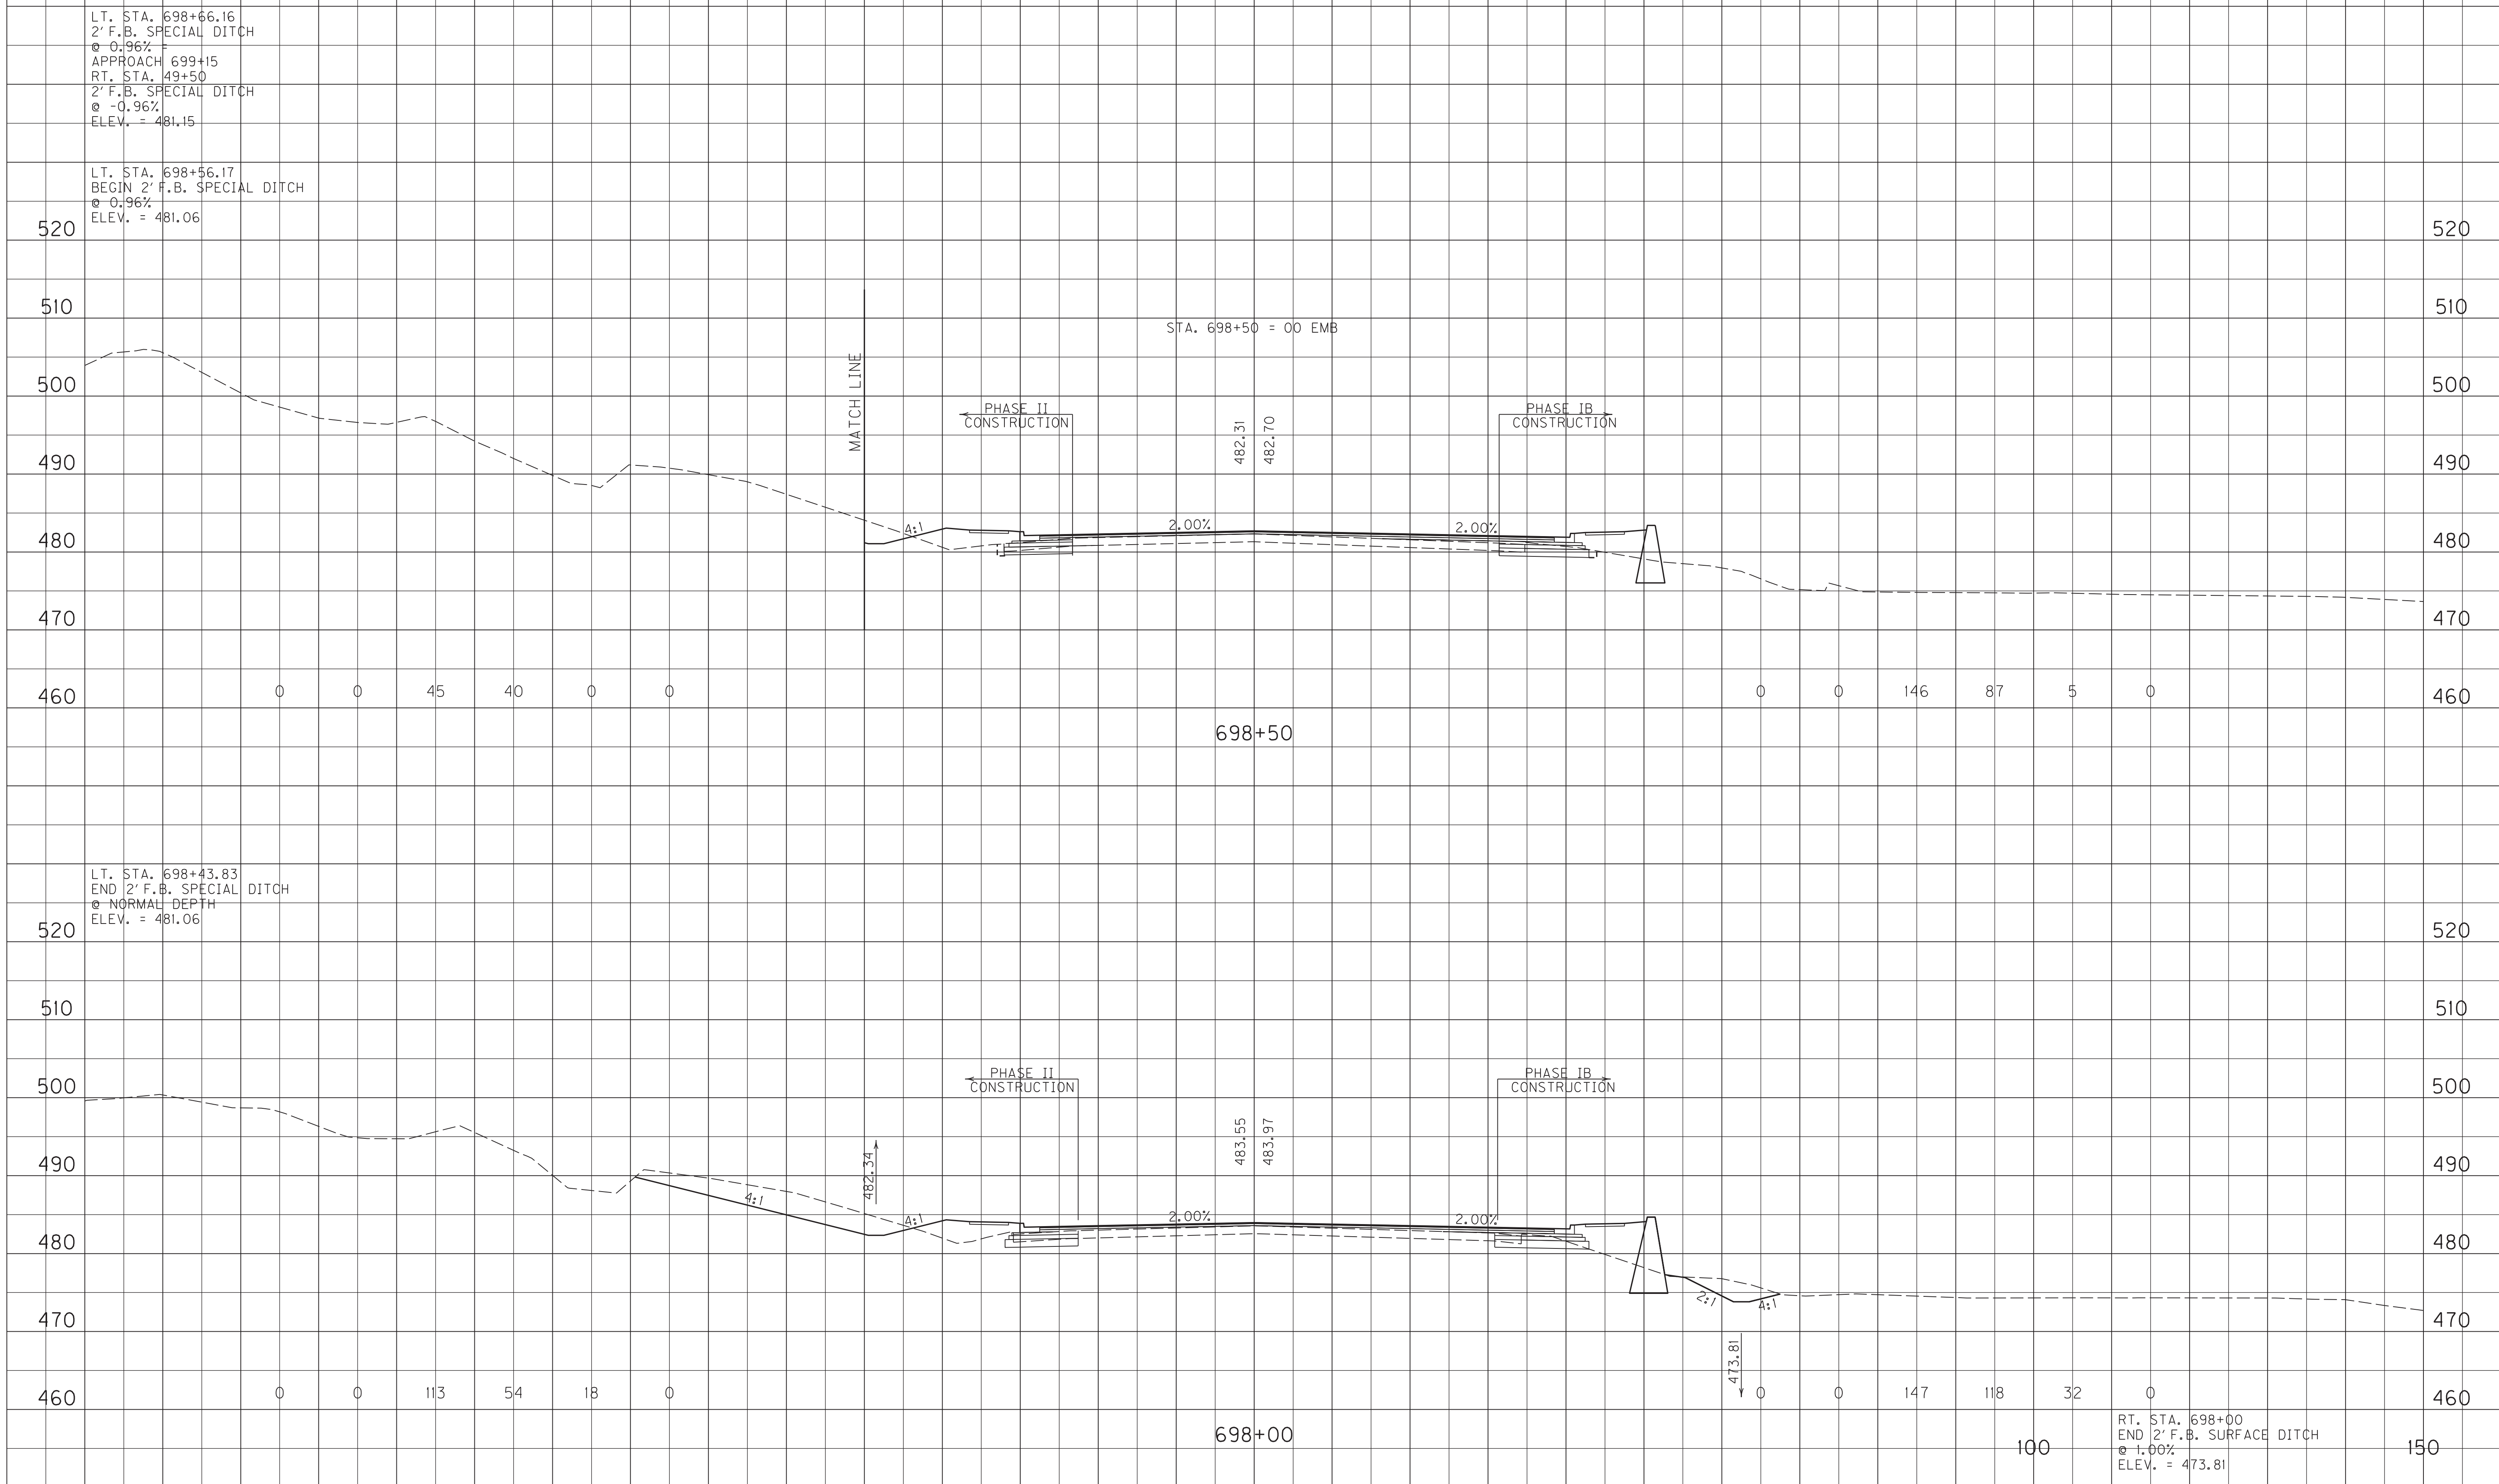 LT. STA. 698+66.16
2' F.B. SPECIAL DITCH
@ 0.96% =
APPROACH 699+15
RT. STA. 49+50
2' F.B. SPECIAL DITCH
@ -0.96%
ELEV. = 481.15
LT. STA. 698+56.17
BEGIN 2' F.B. SPECIAL DITCH
@ 0.96%
ELEV. = 481.06
520 520
510 510
STA. 698+50 = 00 EMB
MATCH LINE
500 500
PHASE II
CONSTRUCTION
482.31
482.70
PHASE IB
CONSTRUCTION
490 490
4:1
2.00%
2.00%
480 480
470 470
460 0 0 45 40 0 0 0 0 146 87 5 0 460
698+50
LT. STA. 698+43.83
END 2' F.B. SPECIAL DITCH
@ NORMAL DEPTH
ELEV. = 481.06
520 520
510 510
PHASE II
CONSTRUCTION
PHASE IB
CONSTRUCTION
500 500
483.55
483.97
482.34
490 490
4:1
4:1
2.00%
2.00%
480 480
2:1
4:1
470 470
473.81
460 0 0 113 54 18 0 0 0 147 118 32 0 460
RT. STA. 698+00
END 2' F.B. SURFACE DITCH
@ 1.00%
ELEV. = 473.81
698+00 100 150